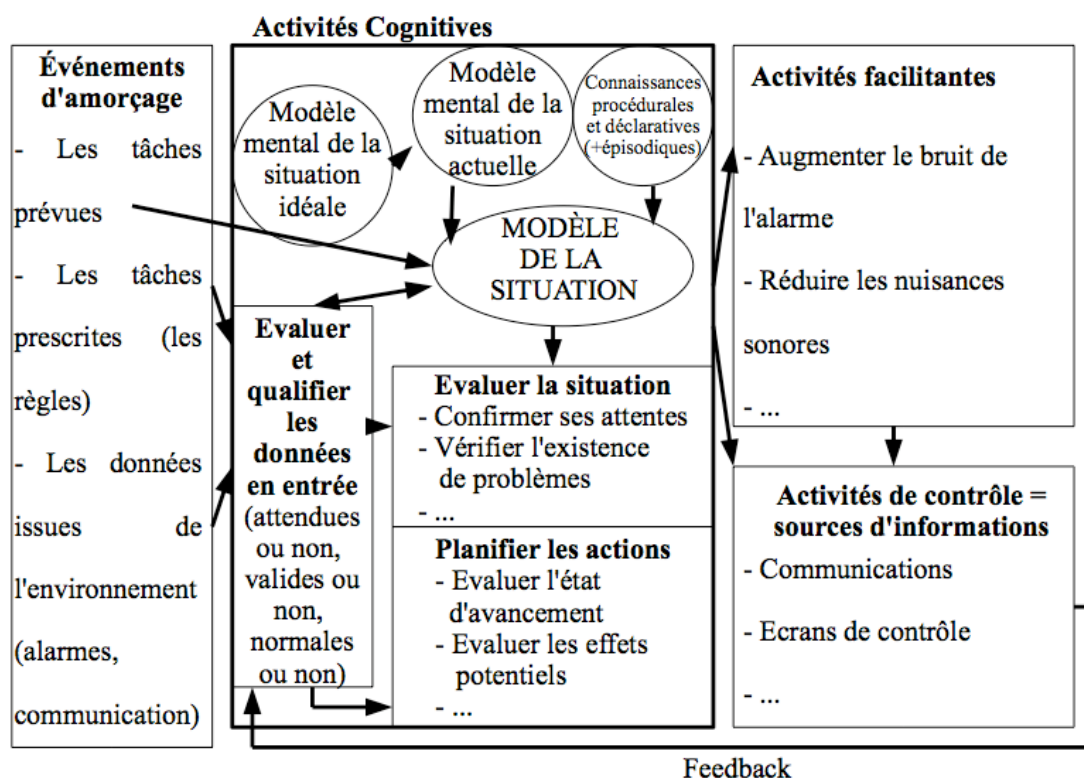 Activités Cognitives
Événements
d'amorçage
- Les tâches
prévues
- Les tâches
prescrites (les
règles)
- Les données
issues de
l'environnement
(alarmes,
communication)
Modèle
mental de la
situation
idéale
Modèle
mental de la
situation
actuelle
Connaissances
procédurales
et déclaratives
(+épisodiques)
MODÈLE
DE LA
SITUATION
Evaluer
et
qualifier
les
données
en entrée
(attendues
ou non,
valides ou
non,
normales
ou non)
Evaluer la situation
- Confirmer ses attentes
- Vérifier l'existence
de problèmes
- ...
Planifier les actions
- Evaluer l'état
d'avancement
- Evaluer les effets
potentiels
- ...
Activités facilitantes
- Augmenter le bruit de
l'alarme
- Réduire les nuisances
sonores
- ...
Activités de contrôle =
sources d'informations
- Communications
- Ecrans de contrôle
- ...
Feedback